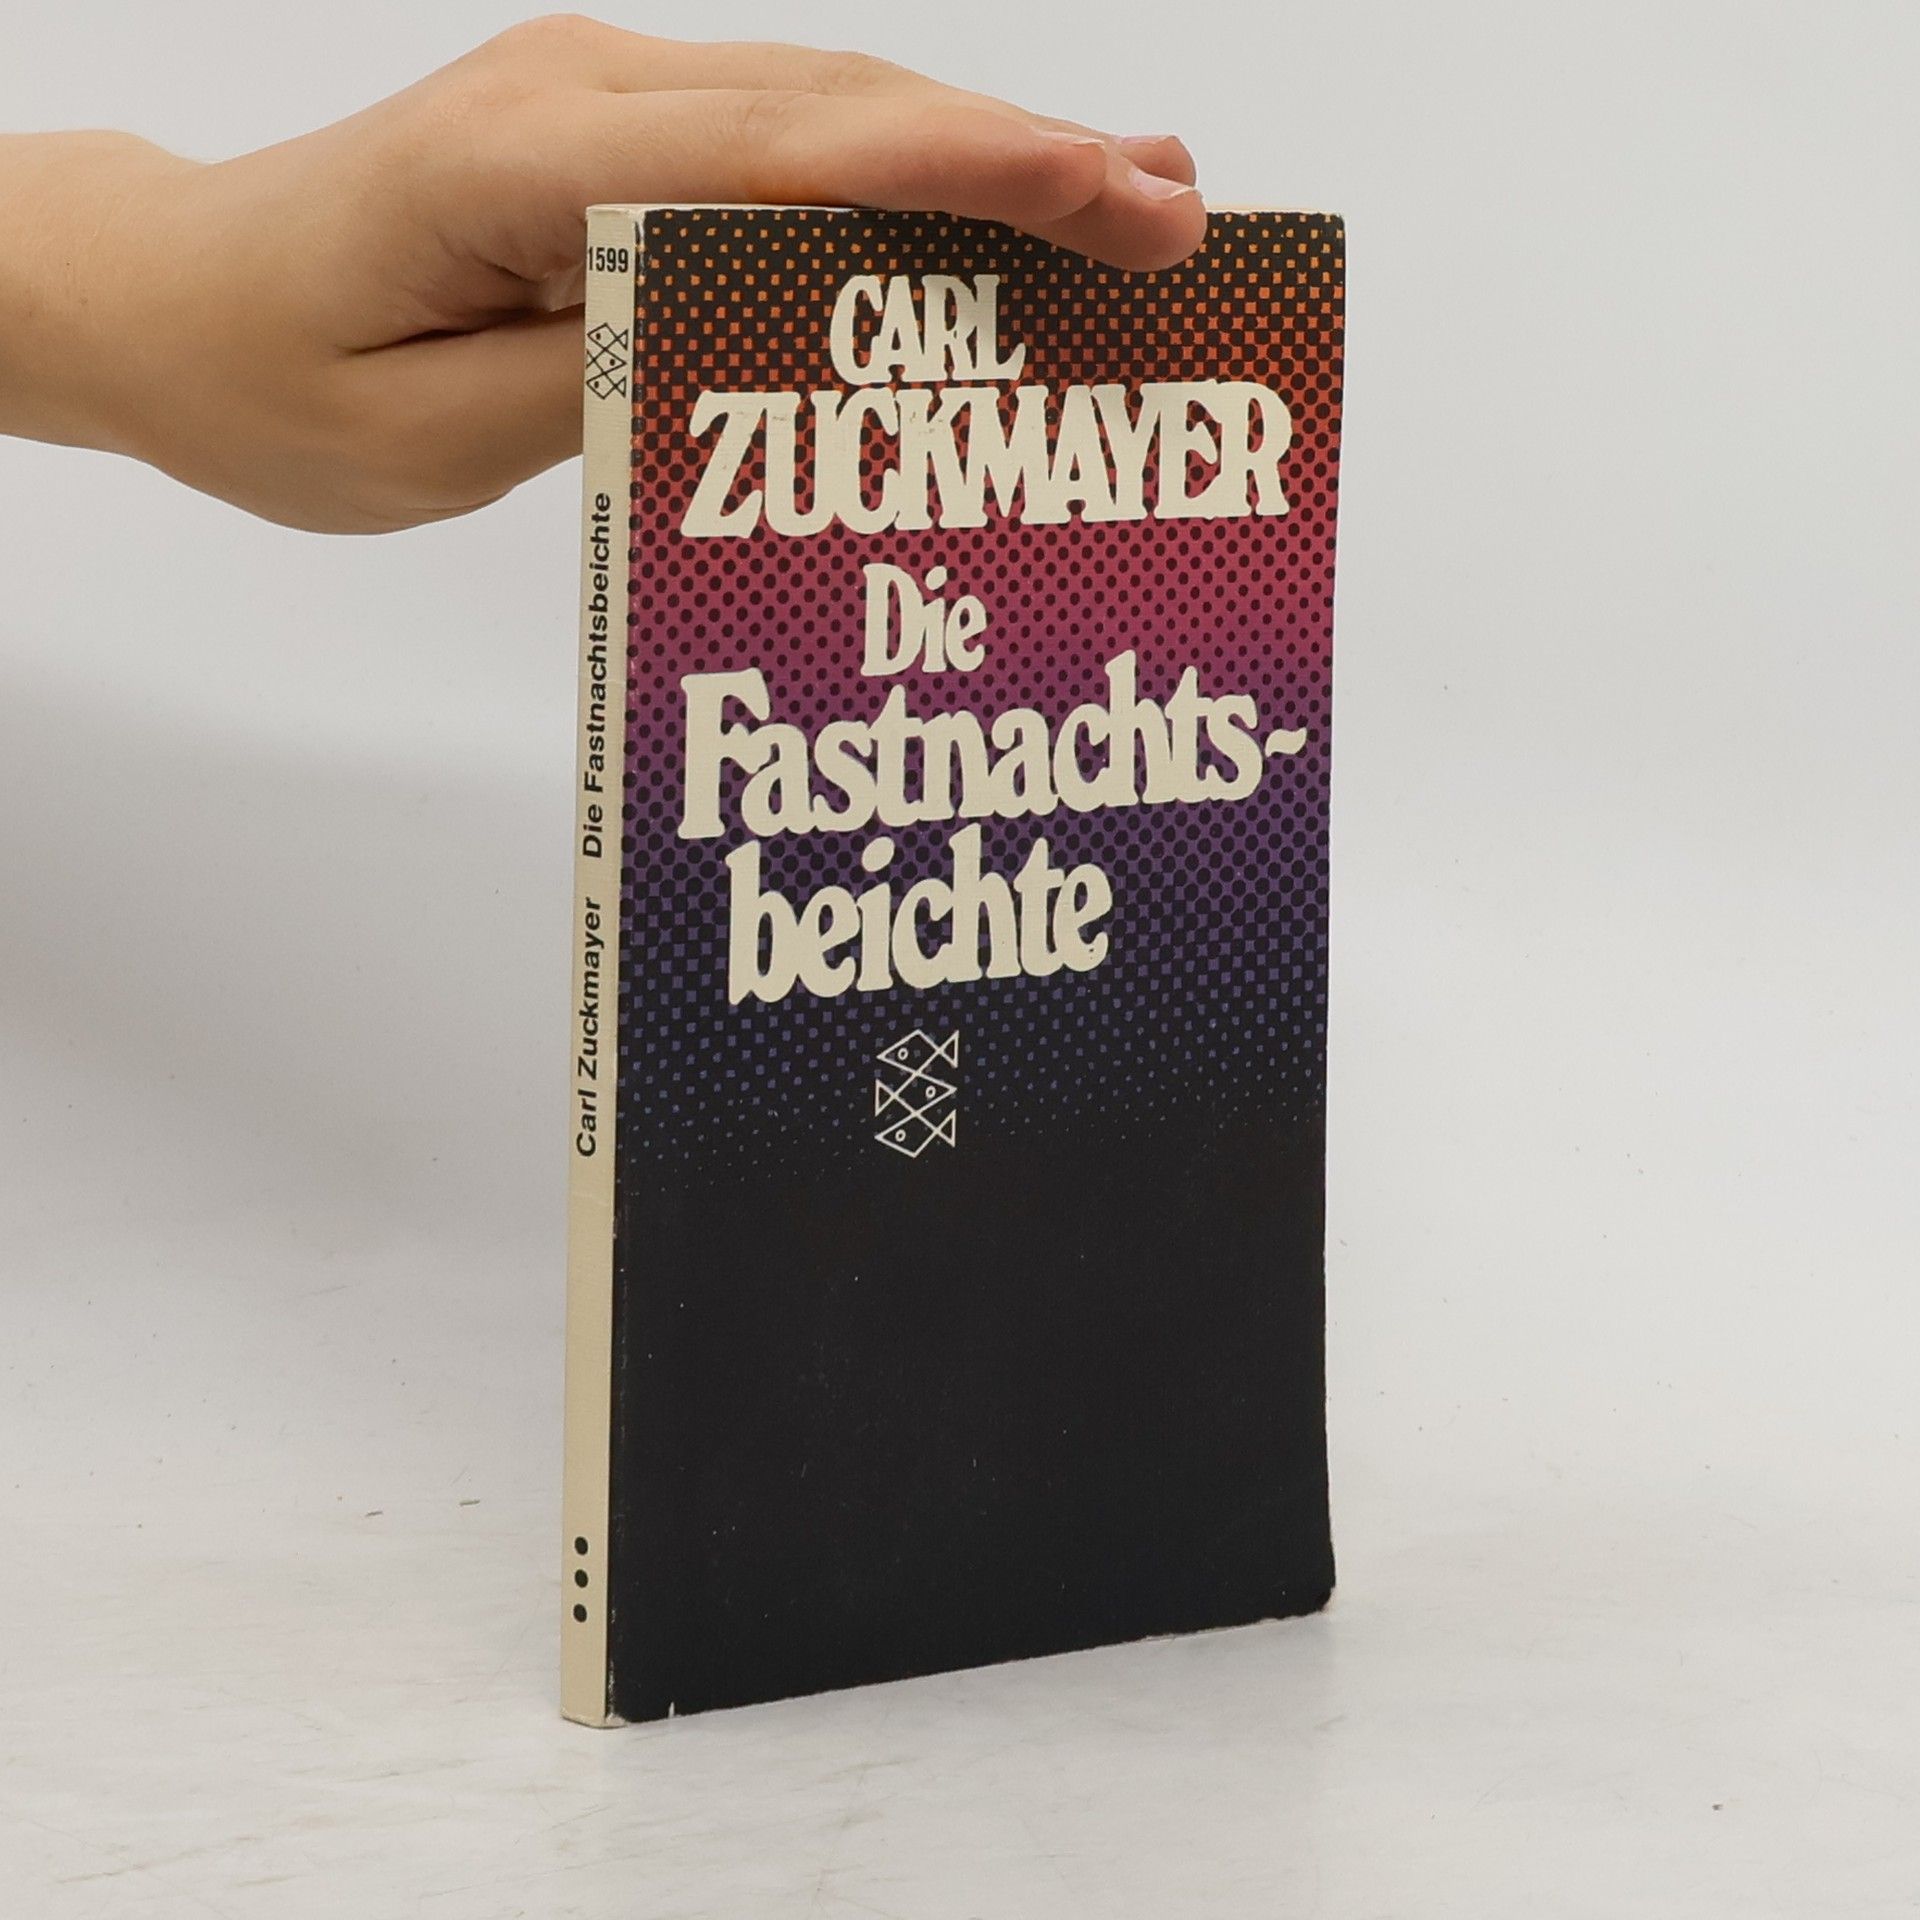 1599
Carl Zuckmayer Die Fastnachtsbeichte
CARL
ZUCKMAYER
Die
Fastnachts-
beichte